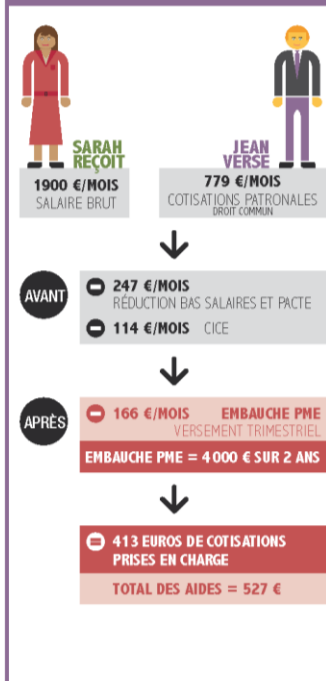 SARAH
REÇOIT
1900 €/MOIS
SALAIRE BRUT
JEAN
VERSE
779 €/MOIS
COTISATIONS PATRONALES
DROIT COMMUN
AVANT
247 €/MOIS
RÉDUCTION BAS SALAIRES ET PACTE
114 €/MOIS CICE
APRÈS
166 €/MOIS EMBAUCHE PME
VERSEMENT TRIMESTRIEL
EMBAUCHE PME = 4000 € SUR 2 ANS
413 EUROS DE COTISATIONS
PRISES EN CHARGE
TOTAL DES AIDES = 527 €